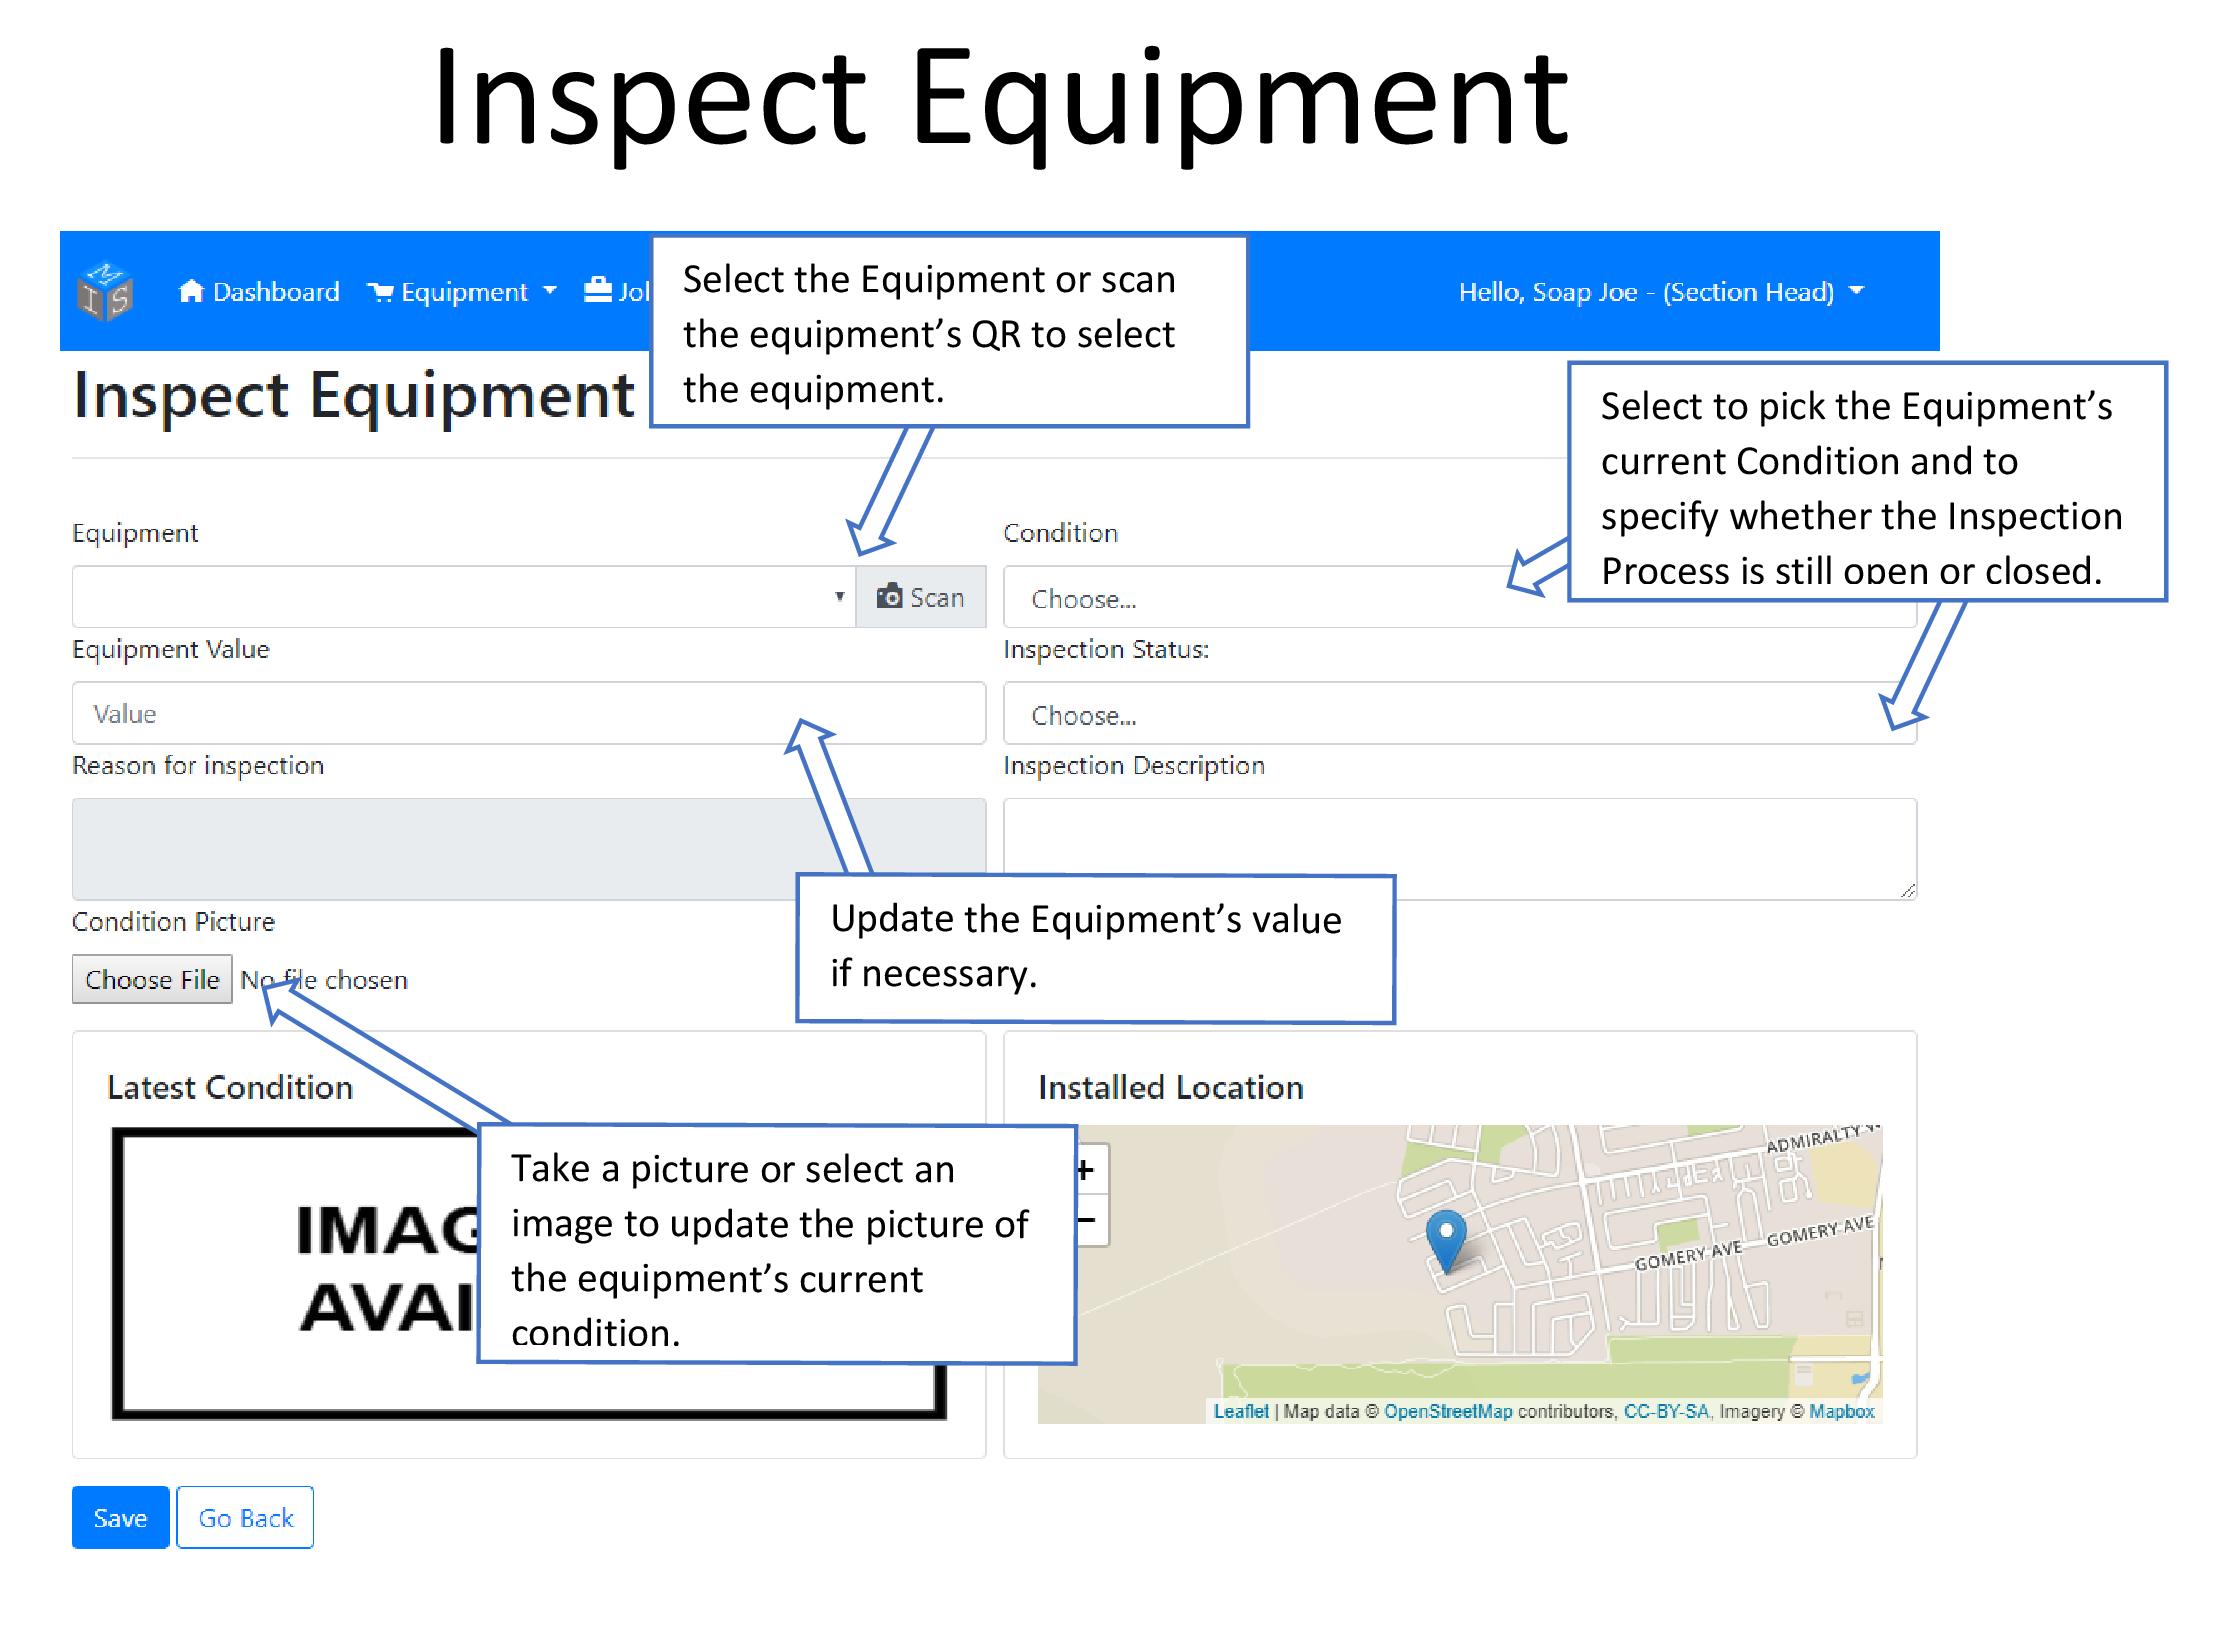 Inspect Equipment
MIS
Dashboard Equipment
Hello, Soap Joe - (Section Head)
Select the Equipment or scan
the equipment’s QR to select
the equipment.
Inspect Equipment
Select to pick the Equipment’s
current Condition and to
specify whether the Inspection
Process is still open or closed.
Equipment
Scan
Condition
Choose...
Equipment Value
Value
Inspection Status:
Choose...
Reason for inspection
Inspection Description
Update the Equipment’s value
if necessary.
Condition Picture
Choose File No file chosen
Latest Condition
Take a picture or select an
image to update the picture of
the equipment’s current
condition.
Installed Location
+
−
ADMIRALTY
GOMERY AVE
GOMERY AVE
Leaflet | Map data © OpenStreetMap contributors, CC-BY-SA, Imagery © Mapbox
Save
Go Back